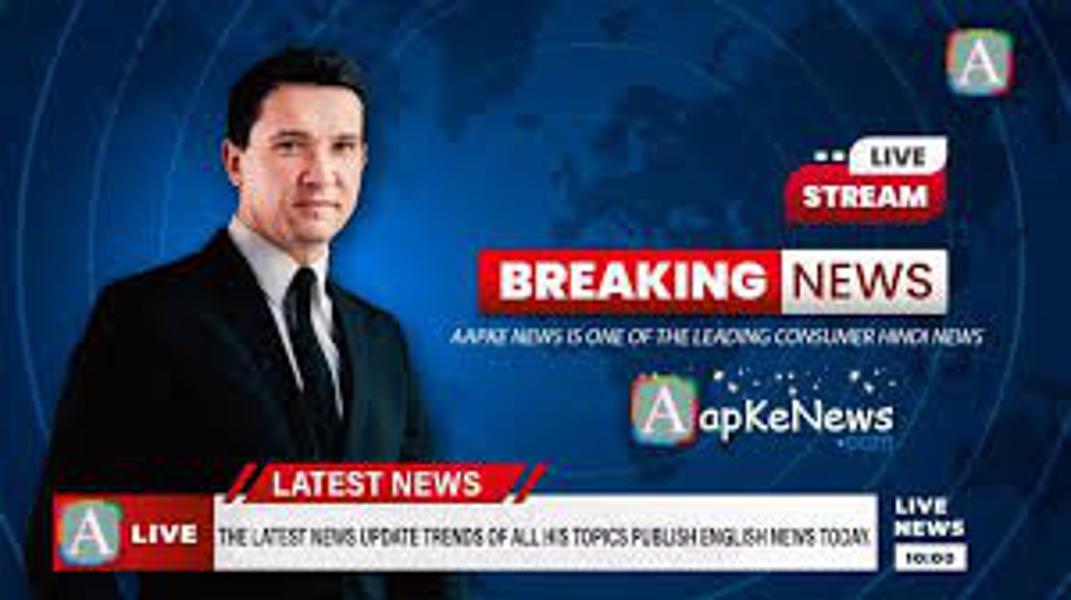 A
LIVE
STREAM
BREAKING NEWS
AAPKE NEWS IS ONE OF THE LEADING CONSUMER HINDI NEWS
AapKeNews
.com
LATEST NEWS
A LIVE
THE LATEST NEWS UPDATE TRENDS OF ALL HIS TOPICS PUBLISH ENGLISH NEWS TODAY.
LIVE
NEWS
10:00